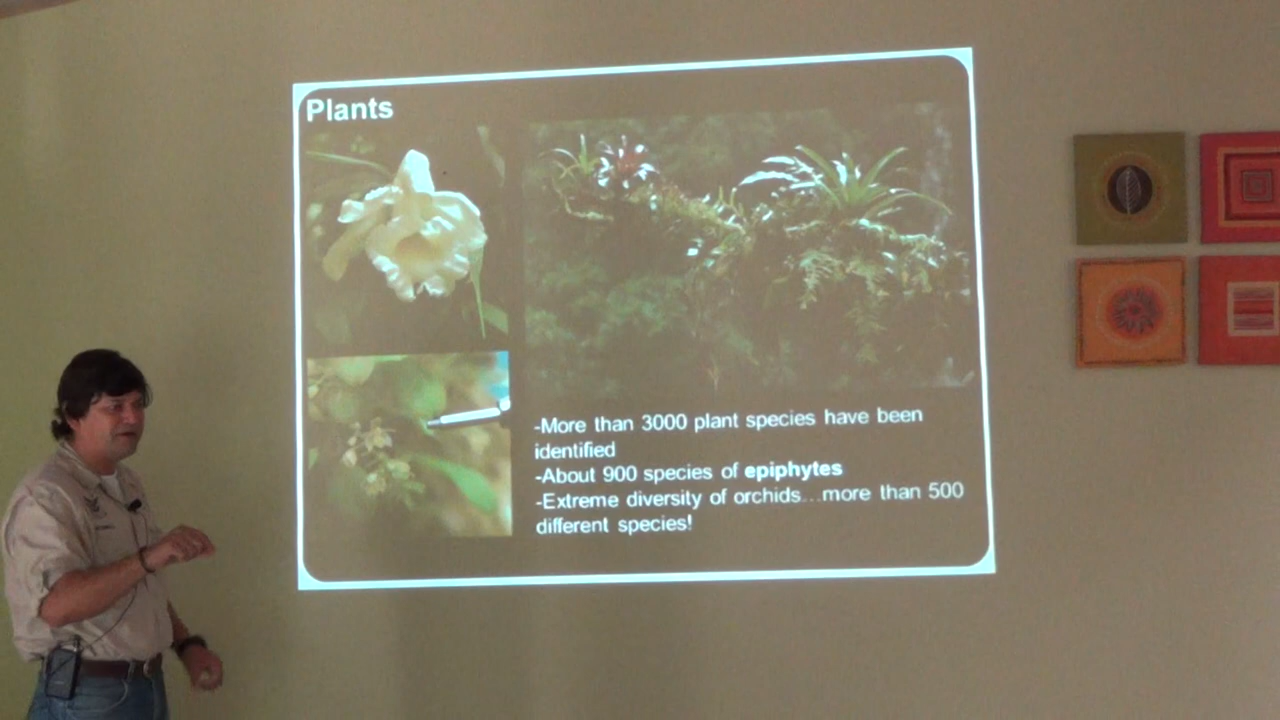 Plants
-More than 3000 plant species have been
identified
-About 900 species of epiphytes
-Extreme diversity of orchids...more than 500
different species!